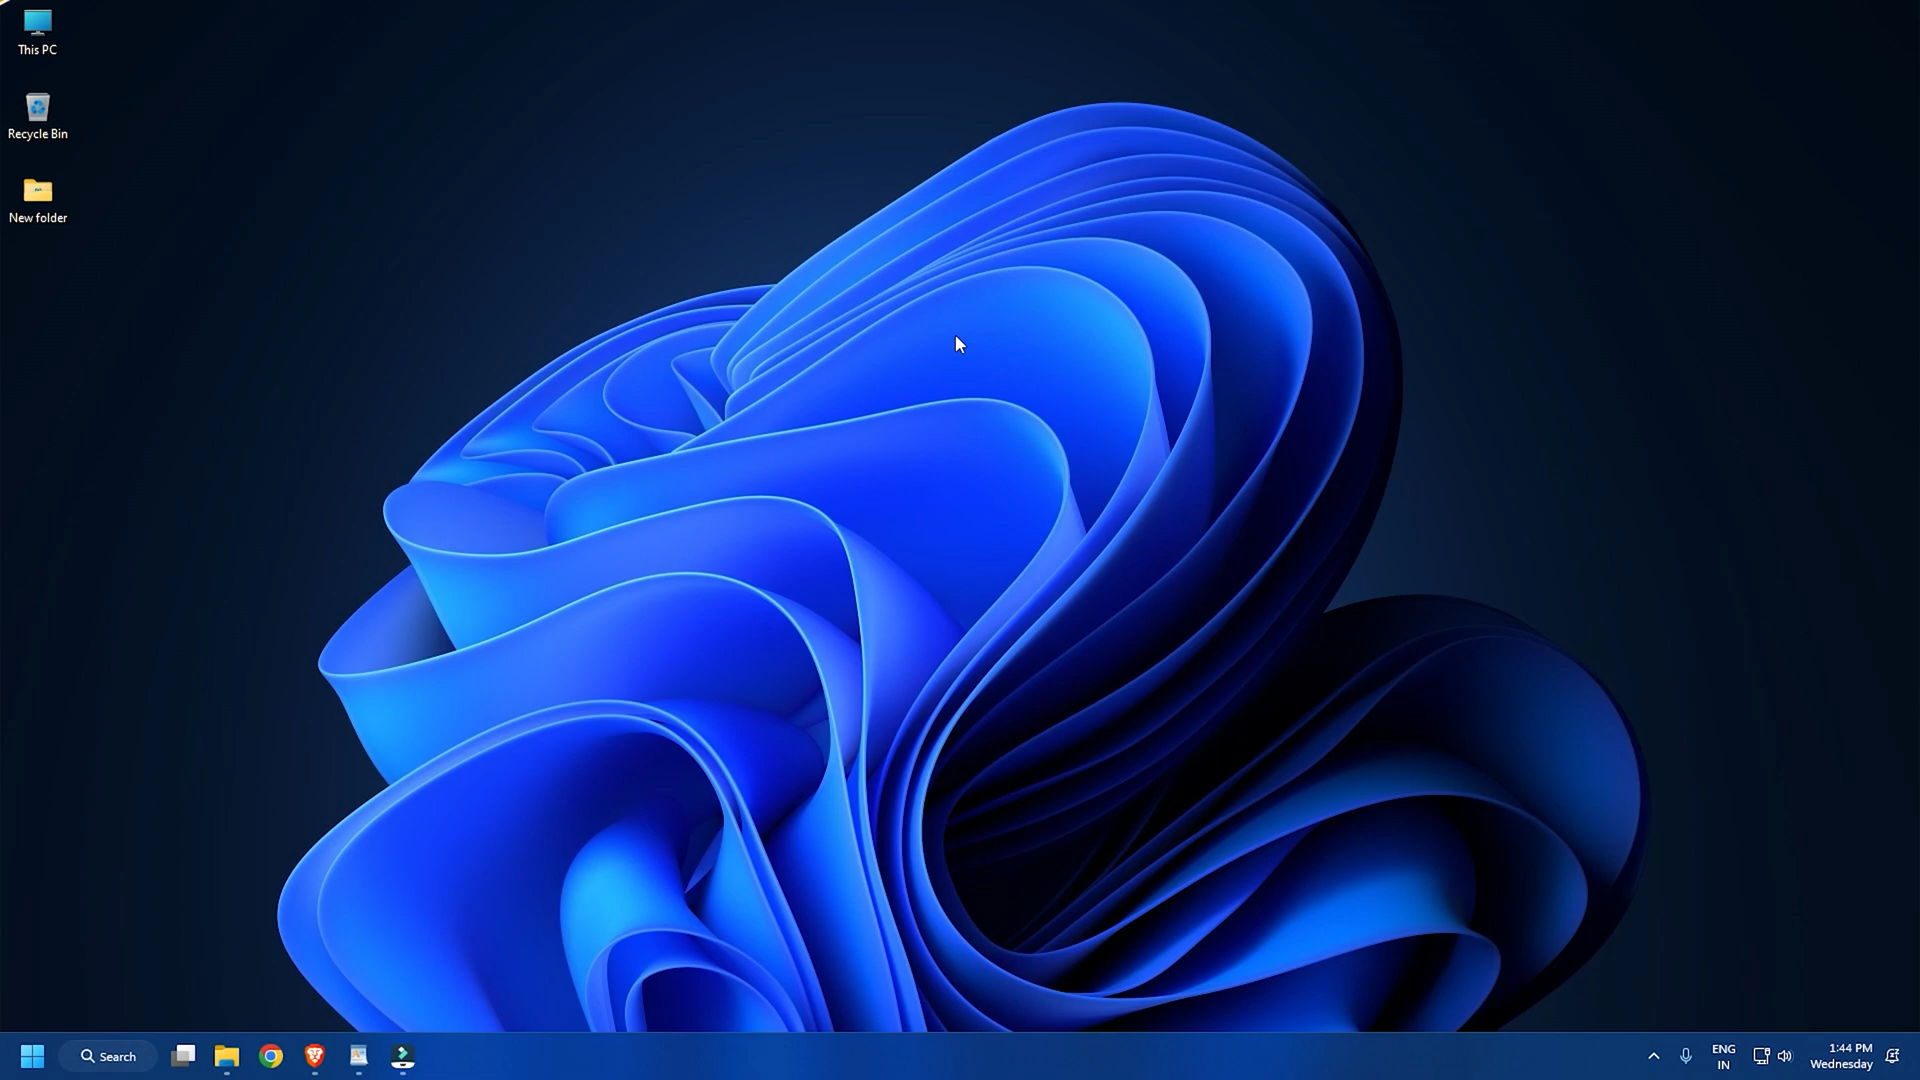 This PC
Recycle Bin
New folder
Search
ENG
IN
1:44 PM
Wednesday